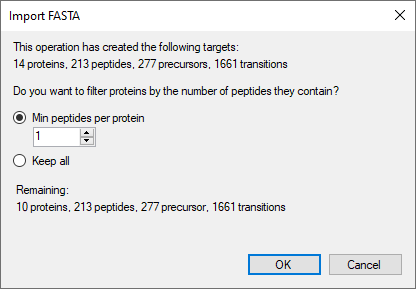 Import FASTA
This operation has created the following targets:
14 proteins, 213 peptides, 277 precursors, 1661 transitions
Do you want to filter proteins by the number of peptides they contain?
Min peptides per protein
1
Keep all
Remaining:
10 proteins, 213 peptides, 277 precursor, 1661 transitions
OK Cancel